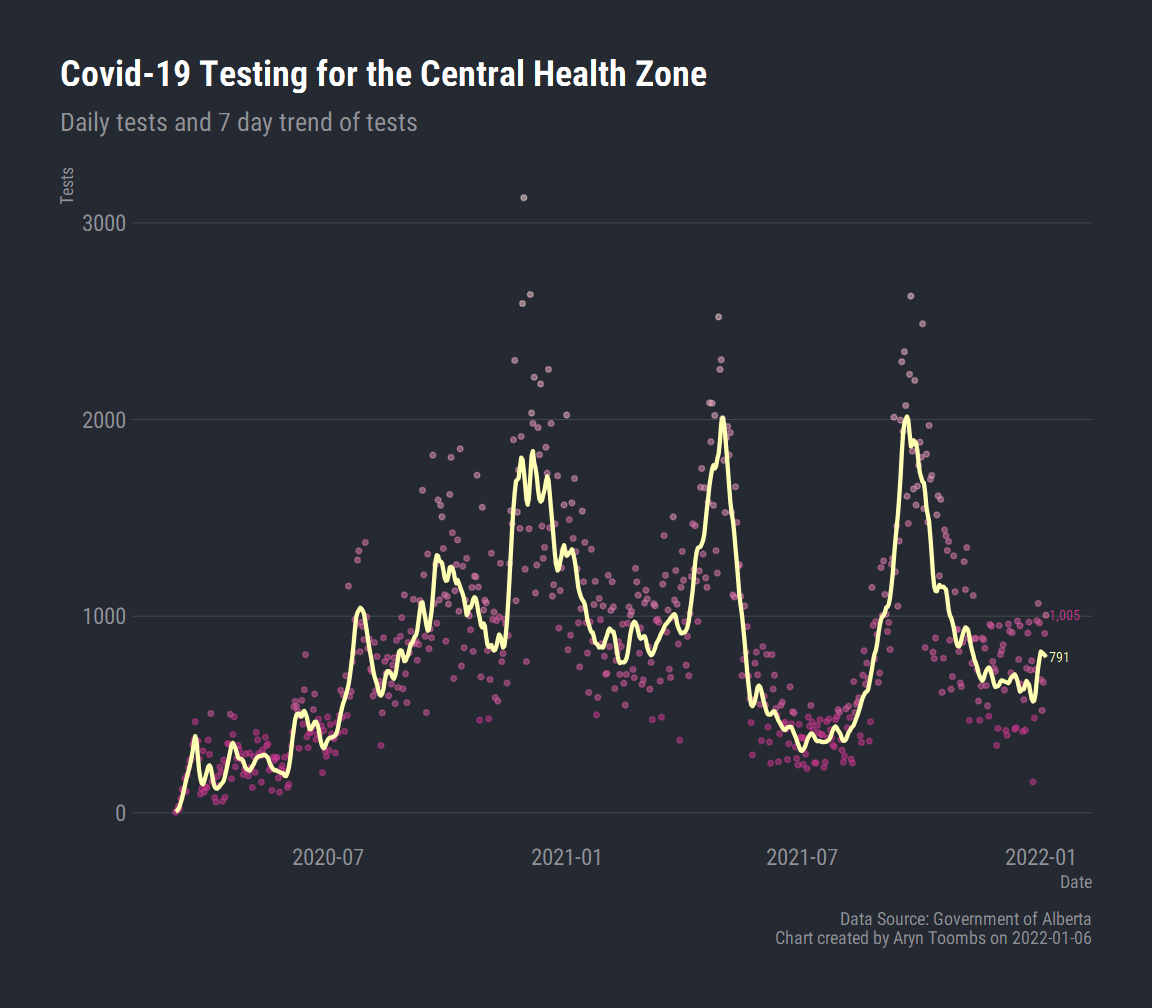 Covid-19 Testing for the Central Health Zone
Daily tests and 7 day trend of tests
Tests
3000
2000
1000
0
1,005
791
2020-07
2021-01
2021-07
2022-01
Date
Data Source: Government of Alberta
Chart created by Aryn Toombs on 2022-01-06